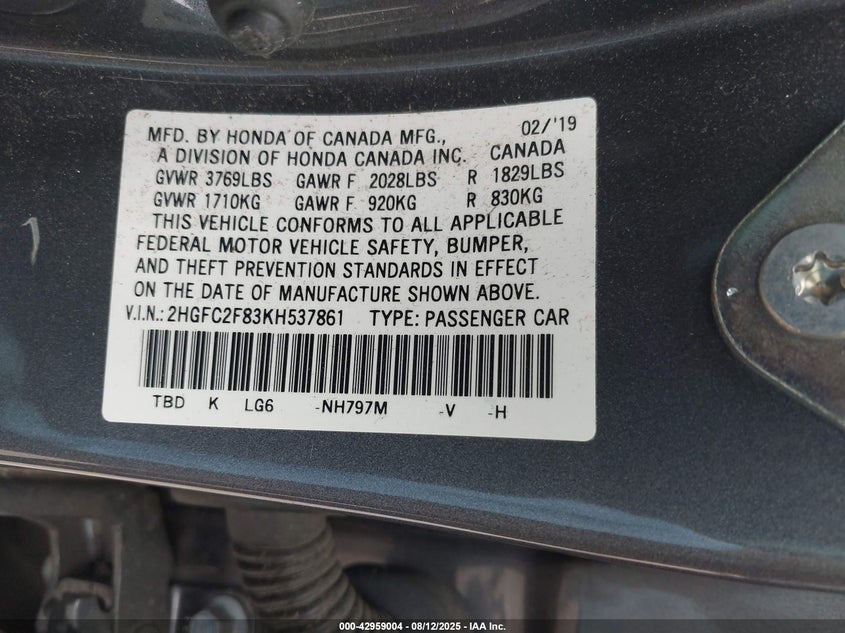 MFD. BY HONDA OF CANADA MFG., 02/'19
A DIVISION OF HONDA CANADA INC. CANADA
GVWR 3769LBS GAWR F 2028LBS R 1829LBS
GVWR 1710KG GAWR F 920KG R 830KG
THIS VEHICLE CONFORMS TO ALL APPLICABLE
FEDERAL MOTOR VEHICLE SAFETY, BUMPER,
AND THEFT PREVENTION STANDARDS IN EFFECT
ON THE DATE OF MANUFACTURE SHOWN ABOVE.
V.I.N.: 2HGFC2F83KH537861 TYPE: PASSENGER CAR
TBD K LG6 -NH797M -V -H
000-42959004 - 08/12/2025 - IAA Inc.